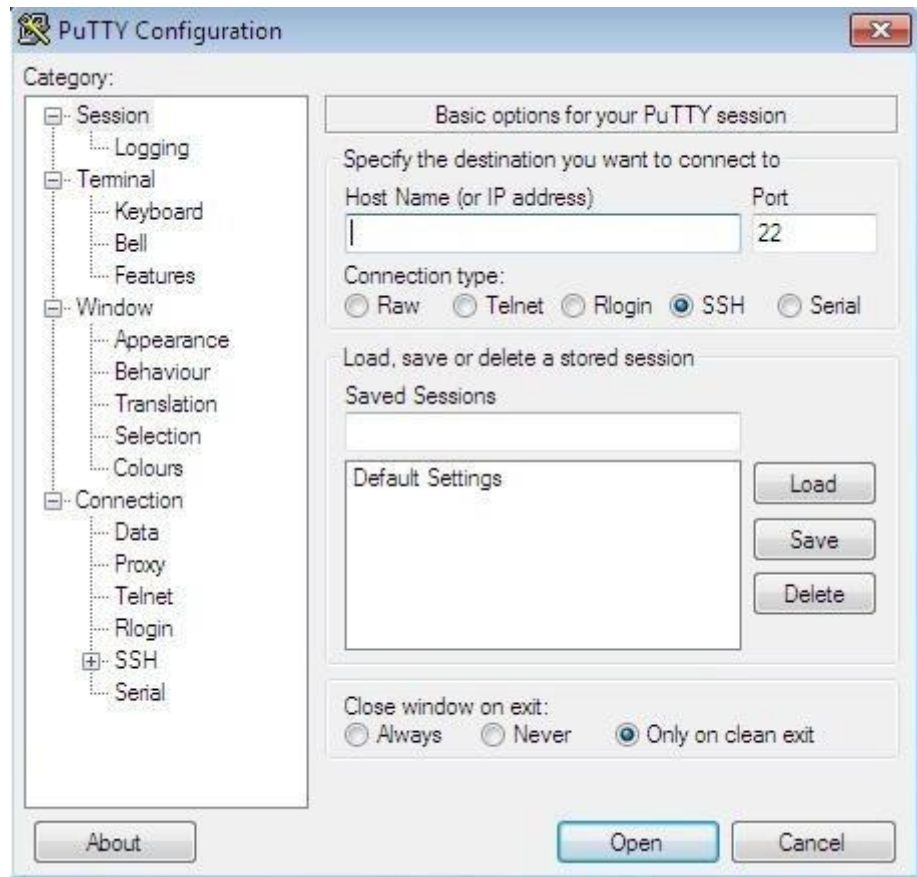 PuTTY Configuration
Category:
Session
Logging
Terminal
Keyboard
Bell
Features
Window
Appearance
Behaviour
Translation
Selection
Colours
Connection
Data
Proxy
Telnet
Rlogin
SSH
Serial
Basic options for your PuTTY session
Specify the destination you want to connect to
Host Name (or IP address) Port
22
Connection type:
Raw Telnet Rlogin SSH Serial
Load, save or delete a stored session
Saved Sessions
Default Settings
Load
Save
Delete
Close window on exit:
Always Never Only on clean exit
About Open Cancel